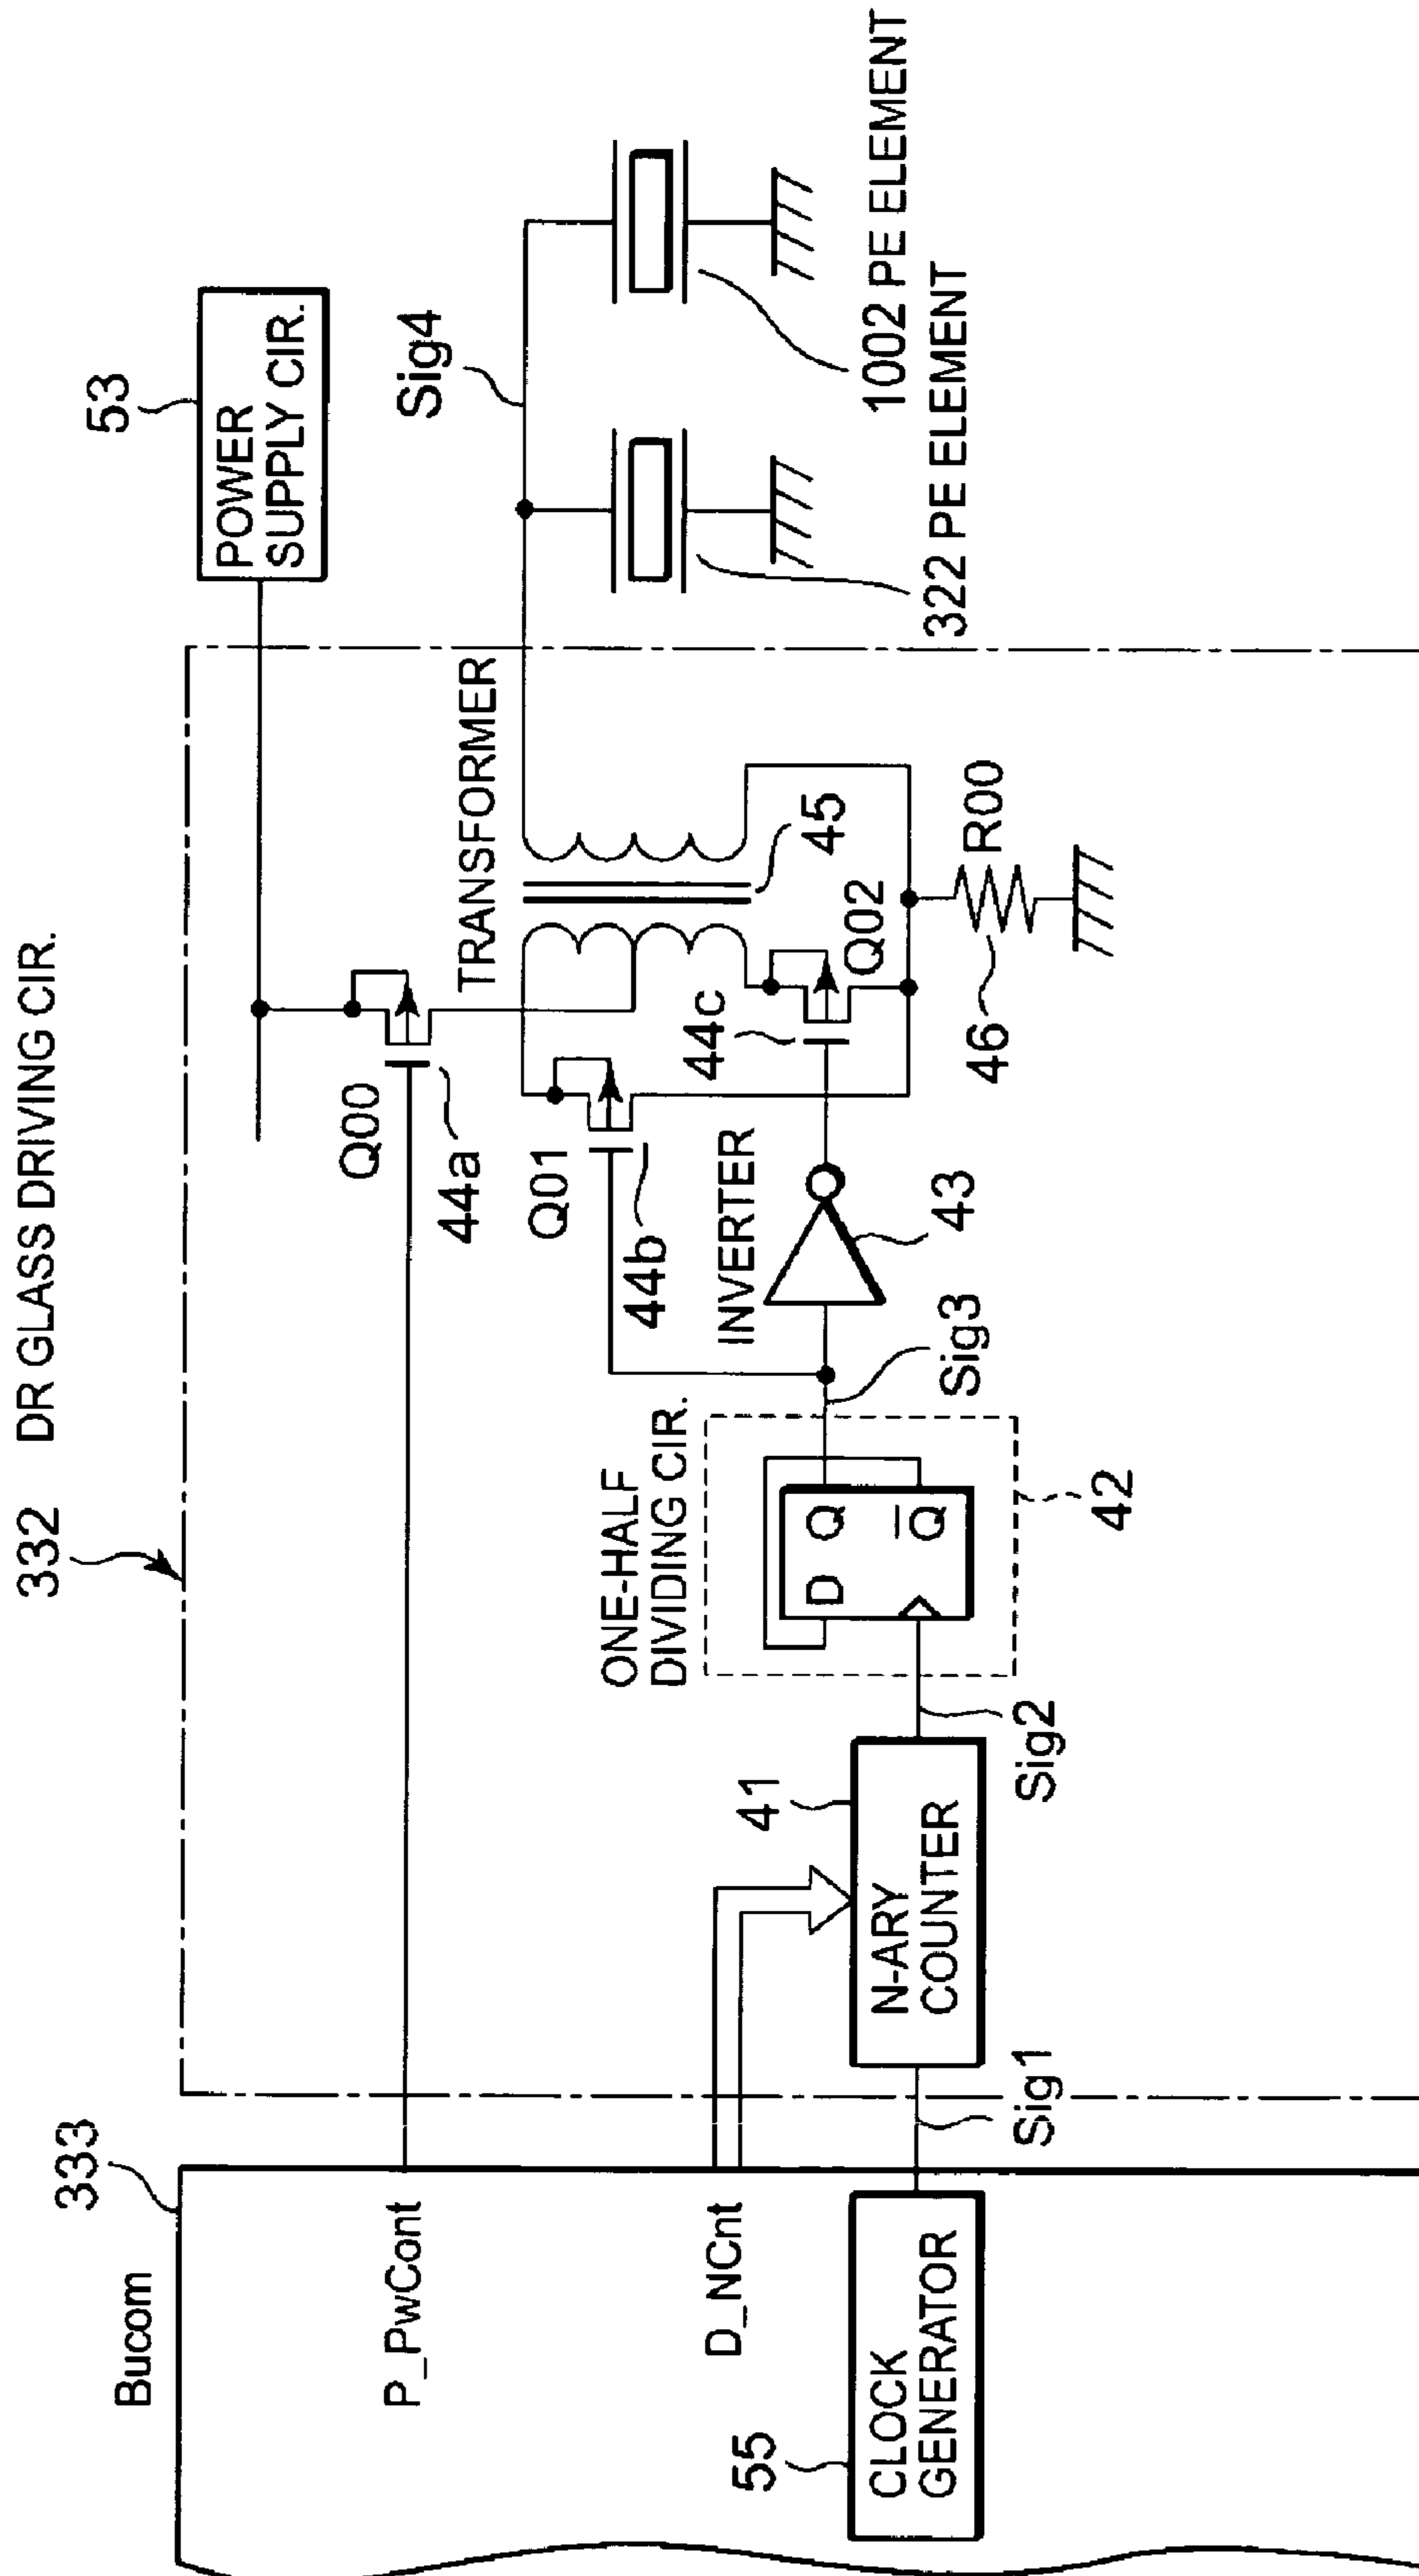 332 DR GLASS DRIVING CIR.
333
Bucom
P_PwCont
D_NCnt
55
CLOCK
GENERATOR
Sig1
41
N-ARY
COUNTER
Sig2
ONE-HALF
DIVIDING CIR.
D Q
Q̅
42
Sig3
INVERTER
43
Q00
44a
Q01
44b
44c
Q02
TRANSFORMER
45
46
R00
53
POWER
SUPPLY CIR.
Sig4
322 PE ELEMENT
1002 PE ELEMENT